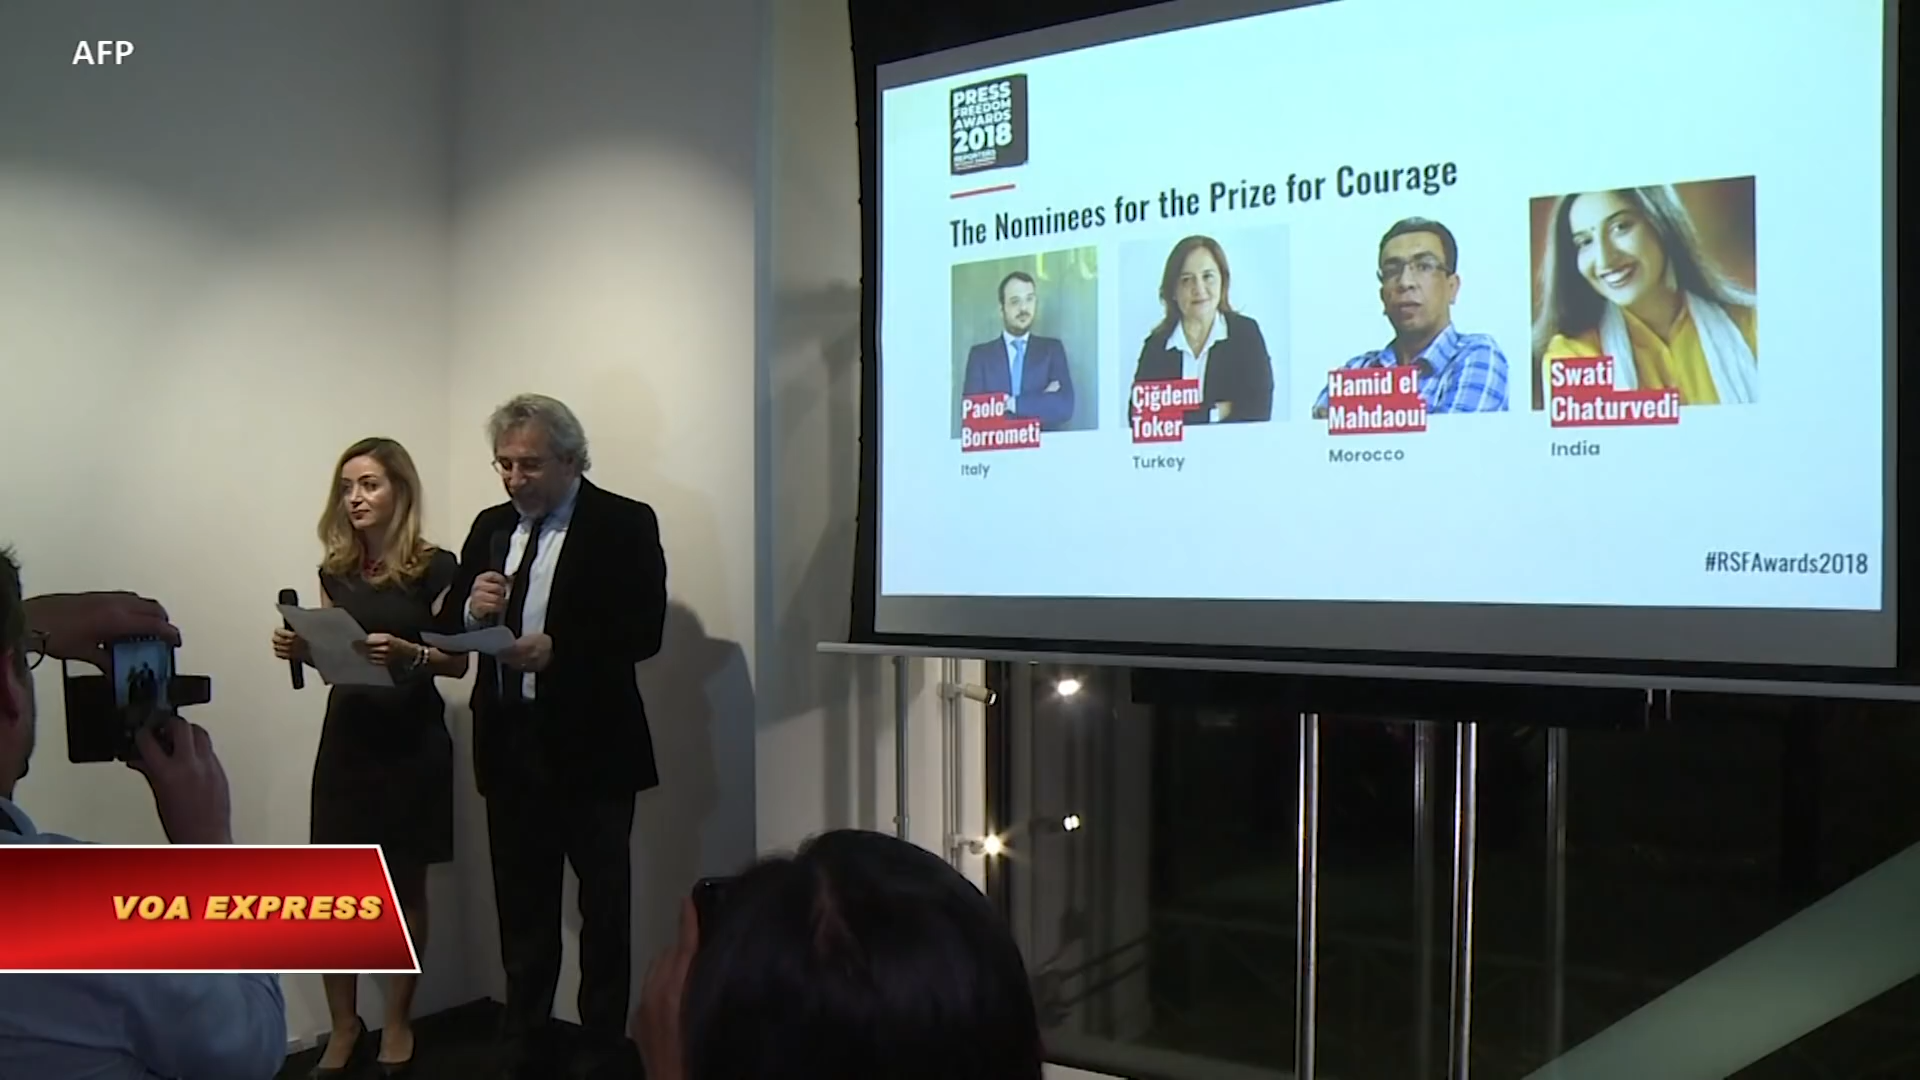 AFP
PRESS
FREEDOM
AWARDS
2018
REPORTERS
The Nominees for the Prize for Courage
Paolo
Borrometi
Italy
Çiğdem
Toker
Turkey
Hamid el
Mahdaoui
Morocco
Swati
Chaturvedi
India
#RSFAwards2018
VOA EXPRESS